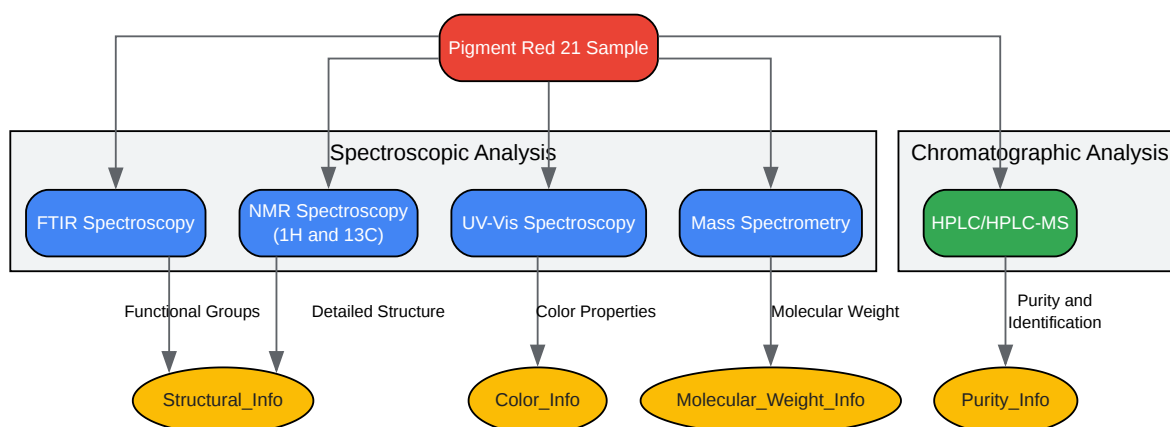 Pigment Red 21 Sample
Spectroscopic Analysis
Chromatographic Analysis
FTIR Spectroscopy
NMR Spectroscopy
(1H and 13C)
UV-Vis Spectroscopy
Mass Spectrometry
HPLC/HPLC-MS
Functional Groups
Detailed Structure
Color Properties
Molecular Weight
Purity and
Identification
Structural_Info
Color_Info
Molecular_Weight_Info
Purity_Info